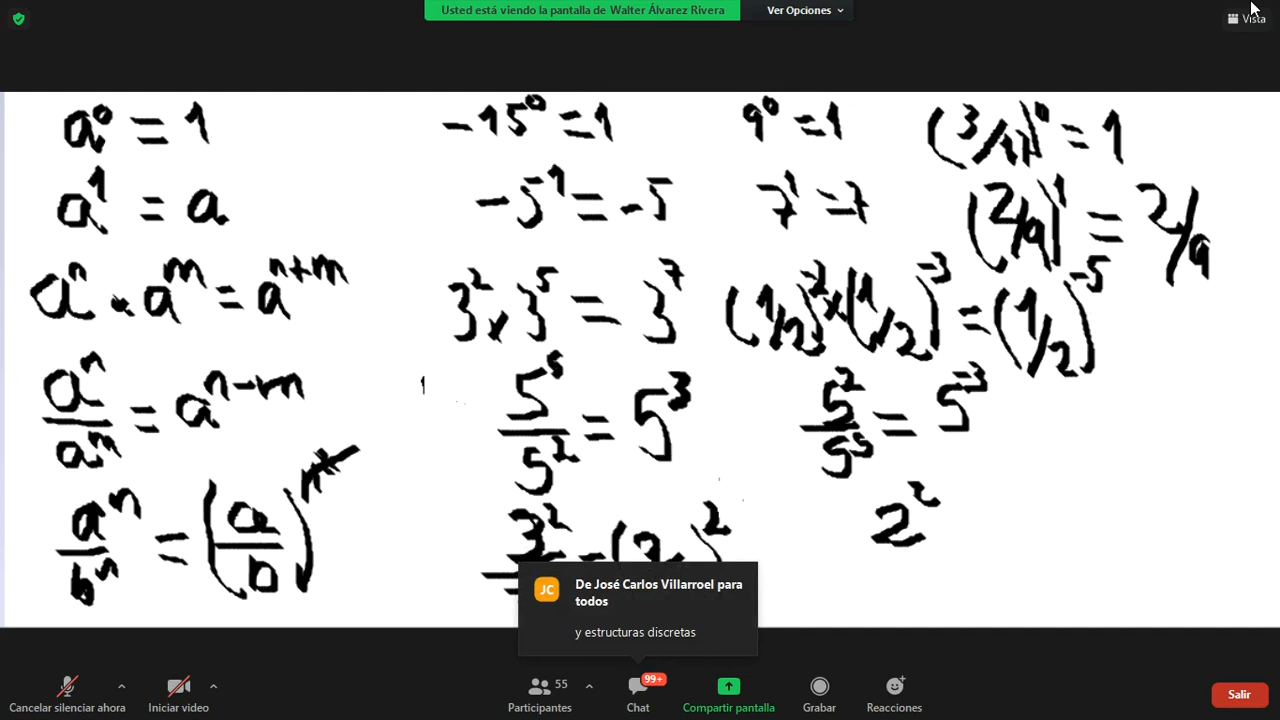 Usted está viendo la pantalla de Walter Álvarez Rivera Ver Opciones
Vista
a⁰ = 1 -15⁰ = 1 9⁰ = 1 (3/11)⁰ = 1
a¹ = a -5¹ = -5 7¹ = 7 (2/9)¹ = 2/9
aⁿ · aᵐ = aⁿ⁺ᵐ 3² x 3⁵ = 3⁷ (1/2)⁻² x (1/2)⁻³ = (1/2)⁻⁵
aⁿ/aᵐ = aⁿ⁻ᵐ 5⁵/5² = 5³ 5²/5⁵ = 5⁻³
aⁿ/bⁿ = (a/b) 2²
De José Carlos Villarroel para
todos
y estructuras discretas
JC
55 99+
Cancelar silenciar ahora Iniciar video Participantes Chat Compartir pantalla Grabar Reacciones Salir